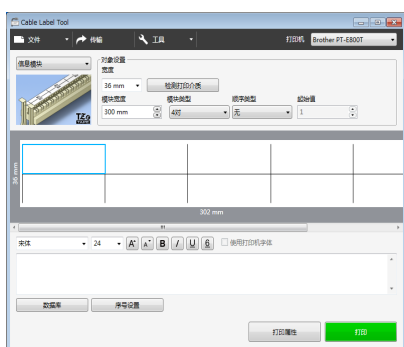 Cable Label Tool
文件 传输 工具 打印机 Brother PT-E800T
信息模块
对象设置
宽度
36 mm 检测打印介质
模块宽度 模块类型 顺序类型 起始值
300 mm 4对 无 1
TZe
36 mm
302 mm
宋体 24 A A B I U 使用打印机字体
数据库 序号设置
打印属性 打印